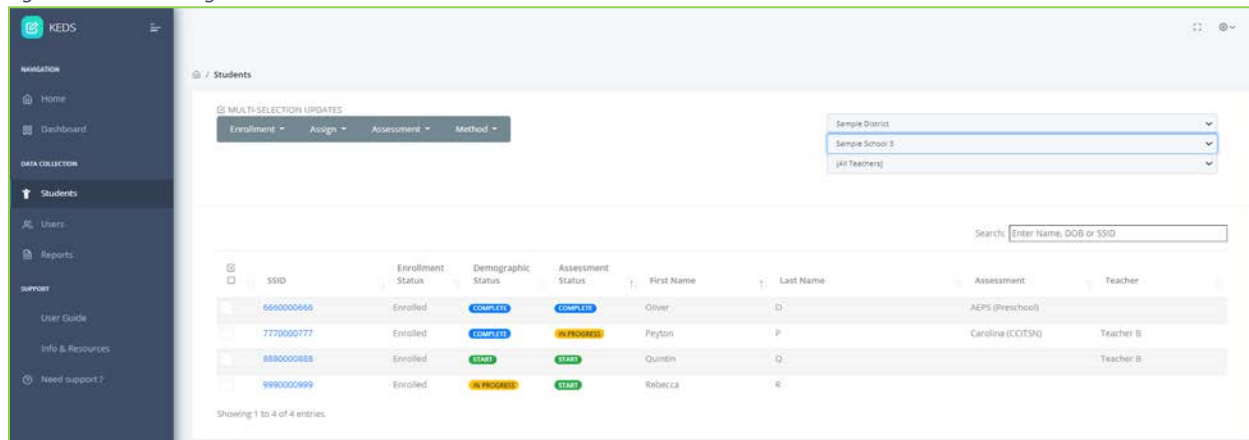 KEDS
NAVIGATION
Home
Dashboard
DATA COLLECTION
Students
Users
Reports
SUPPORT
User Guide
Info & Resources
Need support?
/ Students
MULTI-SELECTION UPDATES
Enrollment Assign Assessment Method
Sample District
Sample School 3
(All Teachers)
Search: Enter Name, DOB or SSID
SSID Enrollment Status Demographic Status Assessment Status First Name Last Name Assessment Teacher
6660000666 Enrolled COMPLETE COMPLETE Oliver O AEPS (Preschool)
7770000777 Enrolled COMPLETE IN PROGRESS Peyton P Carolina (CCITSN) Teacher B
8880000888 Enrolled START START Quintin Q Teacher B
9990000999 Enrolled IN PROGRESS START Rebecca R
Showing 1 to 4 of 4 entries